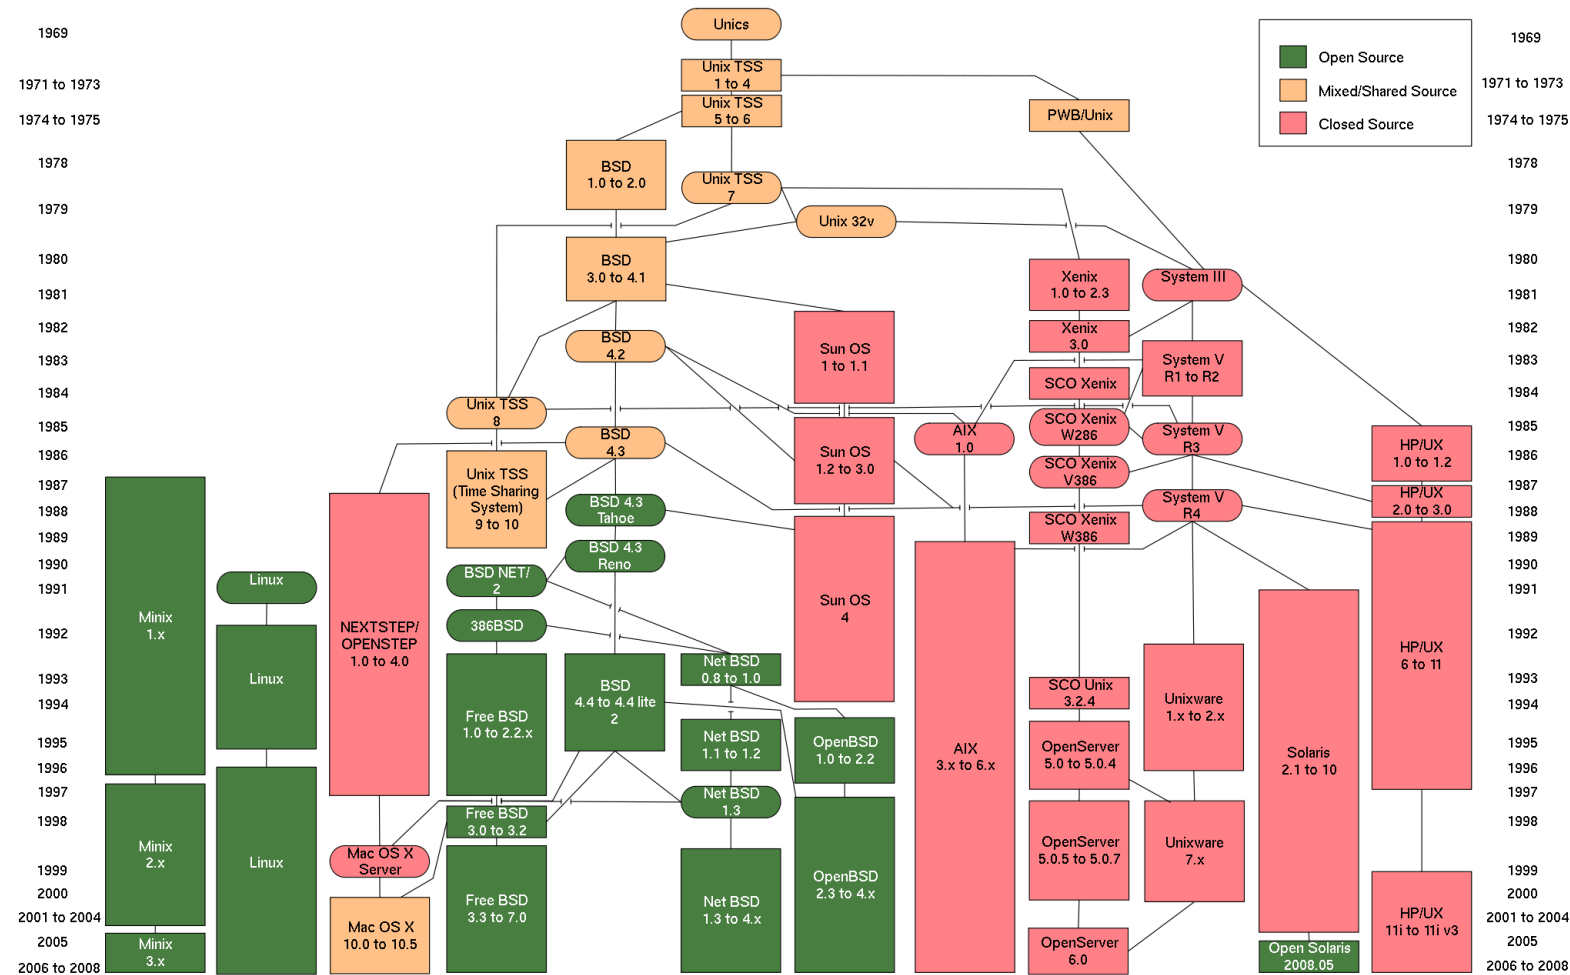 1969
1971 to 1973
1974 to 1975
1978
1979
1980
1981
1982
1983
1984
1985
1986
1987
1988
1989
1990
1991
1992
1993
1994
1995
1996
1997
1998
1999
2000
2001 to 2004
2005
2006 to 2008
Minix
1.x
Minix
2.x
Minix
3.x
Linux
Linux
Linux
NEXTSTEP/
OPENSTEP
1.0 to 4.0
Mac OS X
Server
Mac OS X
10.0 to 10.5
Unix TSS
8
Unix TSS
(Time Sharing
System)
9 to 10
BSD NET/
2
386BSD
Free BSD
1.0 to 2.2.x
Free BSD
3.0 to 3.2
Free BSD
3.3 to 7.0
BSD
1.0 to 2.0
BSD
3.0 to 4.1
BSD
4.2
BSD
4.3
BSD 4.3
Tahoe
BSD 4.3
Reno
BSD
4.4 to 4.4 lite
2
Unics
Unix TSS
1 to 4
Unix TSS
5 to 6
Unix TSS
7
Net BSD
0.8 to 1.0
Net BSD
1.1 to 1.2
Net BSD
1.3
Net BSD
1.3 to 4.x
Unix 32v
Sun OS
1 to 1.1
Sun OS
1.2 to 3.0
Sun OS
4
OpenBSD
1.0 to 2.2
OpenBSD
2.3 to 4.x
AIX
1.0
AIX
3.x to 6.x
PWB/Unix
Xenix
1.0 to 2.3
Xenix
3.0
SCO Xenix
SCO Xenix
W286
SCO Xenix
V386
SCO Xenix
W386
SCO Unix
3.2.4
OpenServer
5.0 to 5.0.4
OpenServer
5.0.5 to 5.0.7
OpenServer
6.0
System III
System V
R1 to R2
System V
R3
System V
R4
Unixware
1.x to 2.x
Unixware
7.x
Solaris
2.1 to 10
Open Solaris
2008.05
HP/UX
1.0 to 1.2
HP/UX
2.0 to 3.0
HP/UX
6 to 11
HP/UX
11i to 11i v3
Open Source
Mixed/Shared Source
Closed Source
1969
1971 to 1973
1974 to 1975
1978
1979
1980
1981
1982
1983
1984
1985
1986
1987
1988
1989
1990
1991
1992
1993
1994
1995
1996
1997
1998
1999
2000
2001 to 2004
2005
2006 to 2008